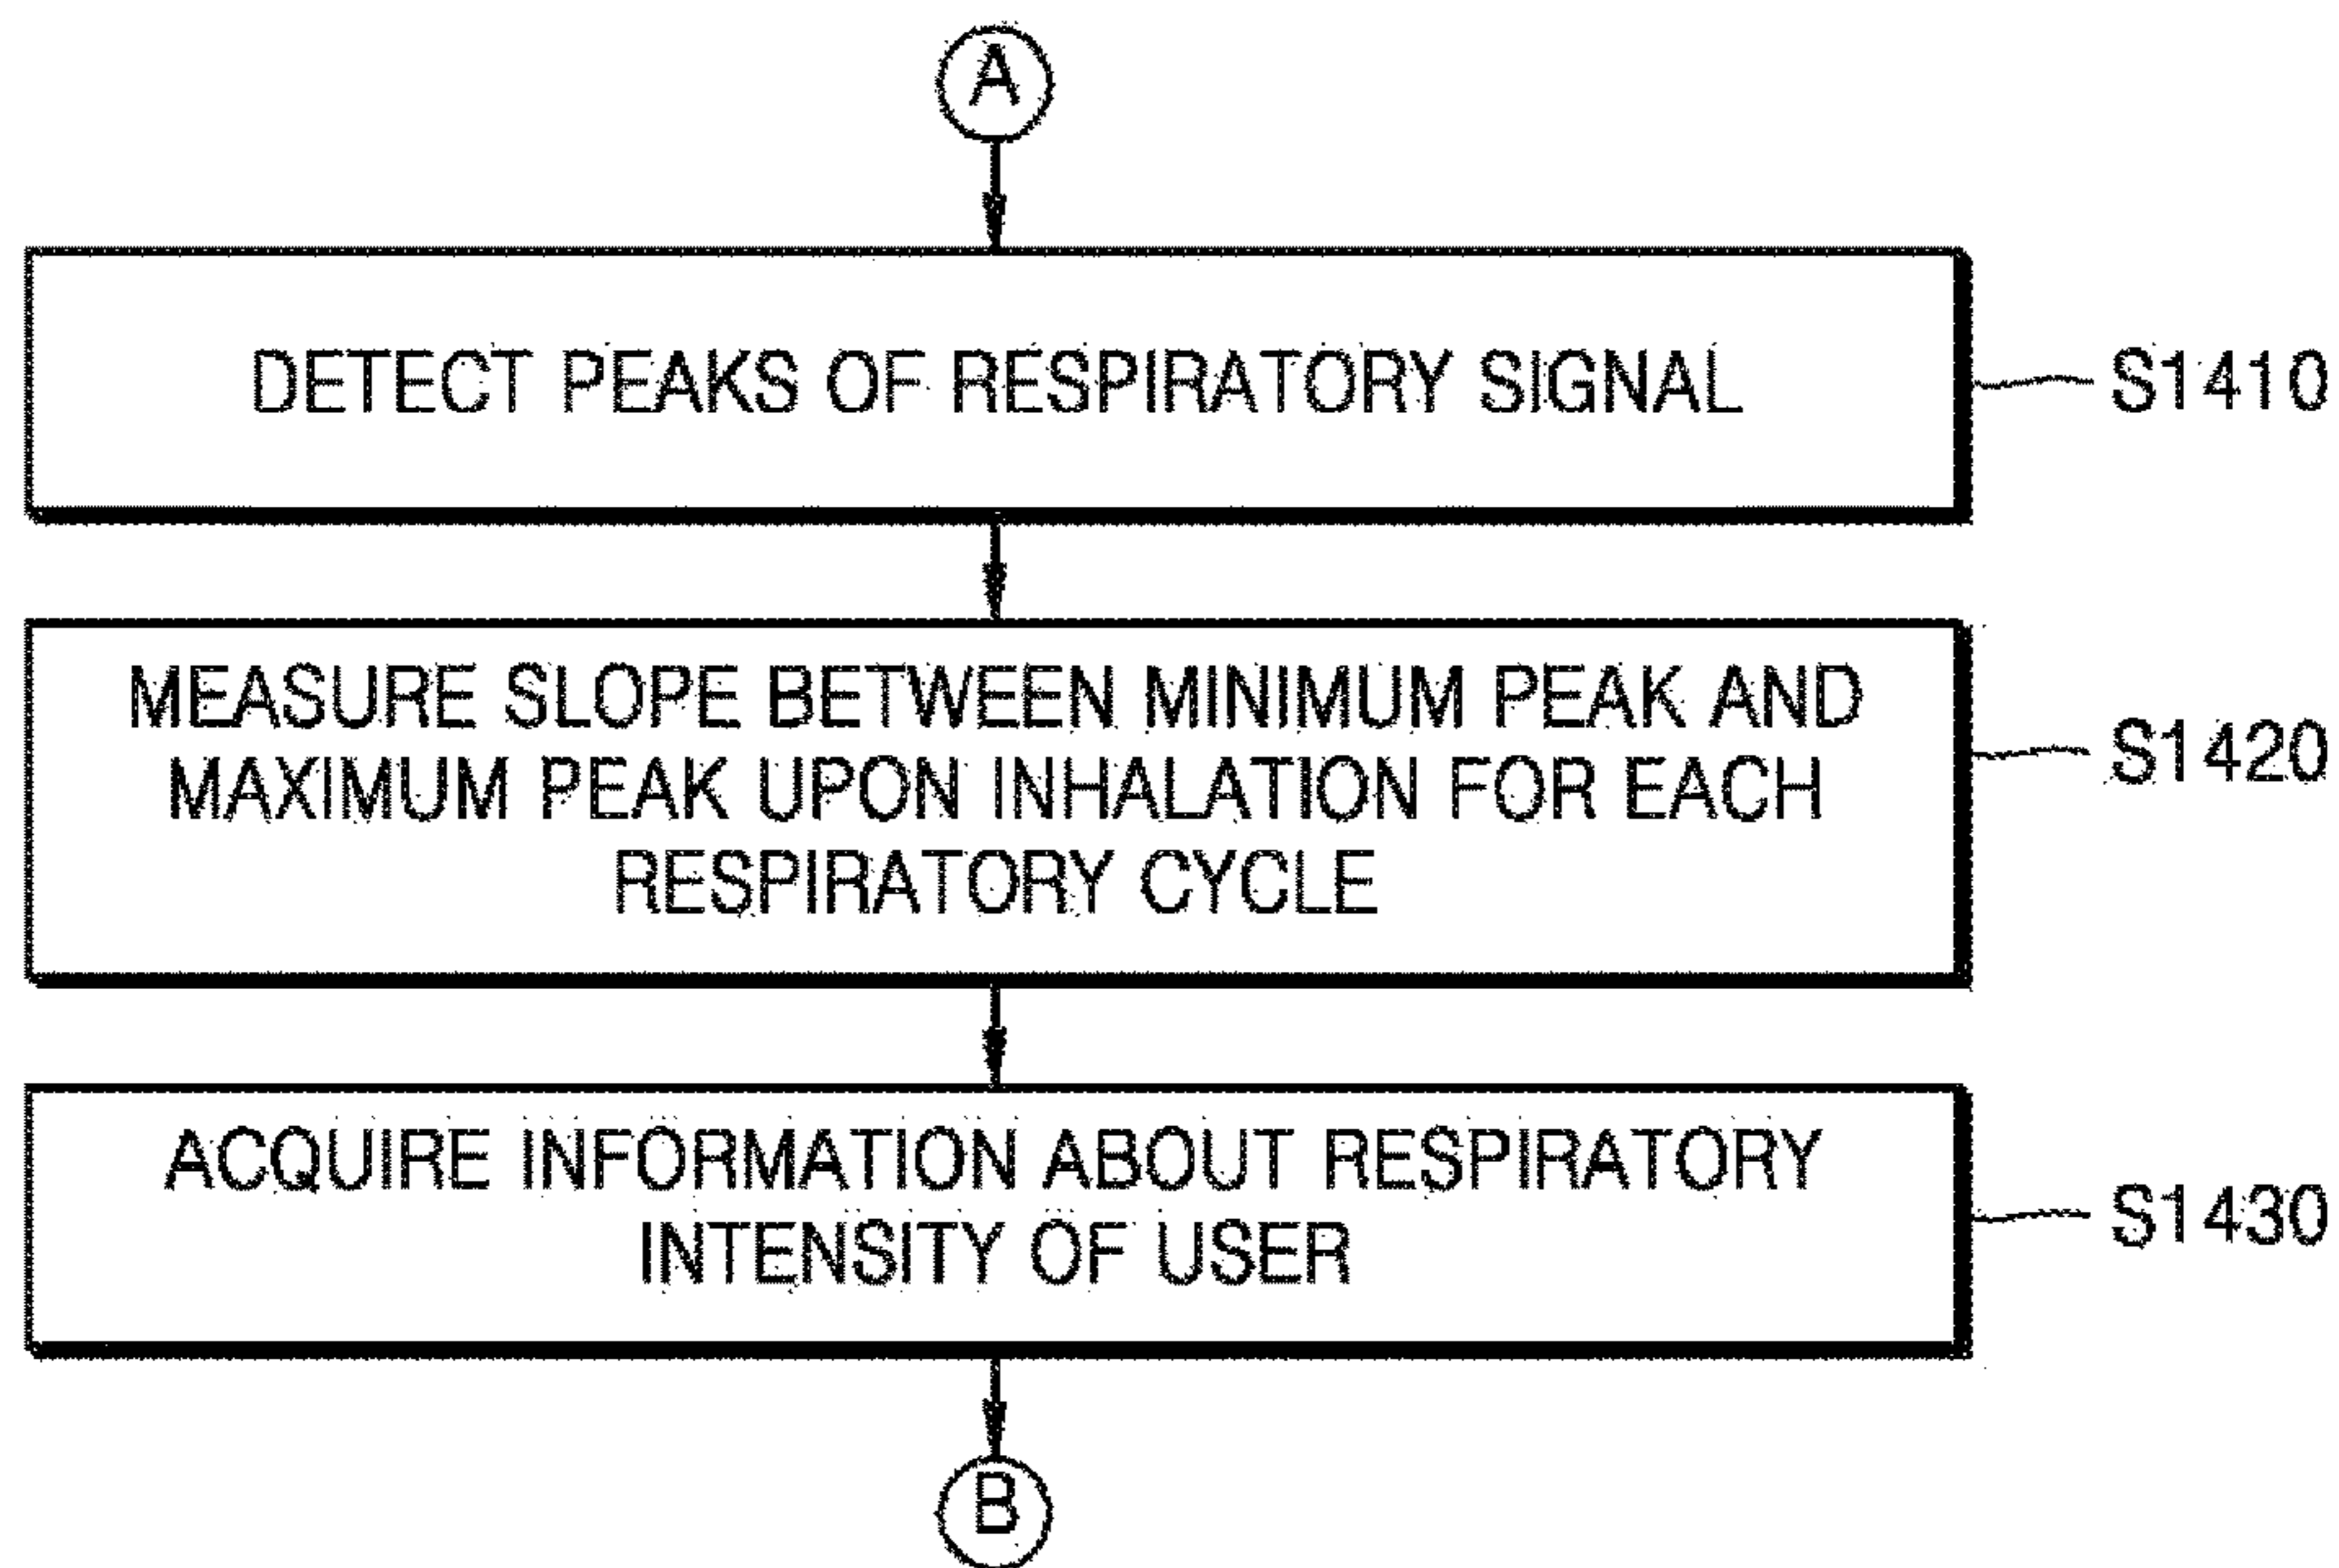 A
DETECT PEAKS OF RESPIRATORY SIGNAL
S1410
MEASURE SLOPE BETWEEN MINIMUM PEAK AND
MAXIMUM PEAK UPON INHALATION FOR EACH
RESPIRATORY CYCLE
S1420
ACQUIRE INFORMATION ABOUT RESPIRATORY
INTENSITY OF USER
S1430
B